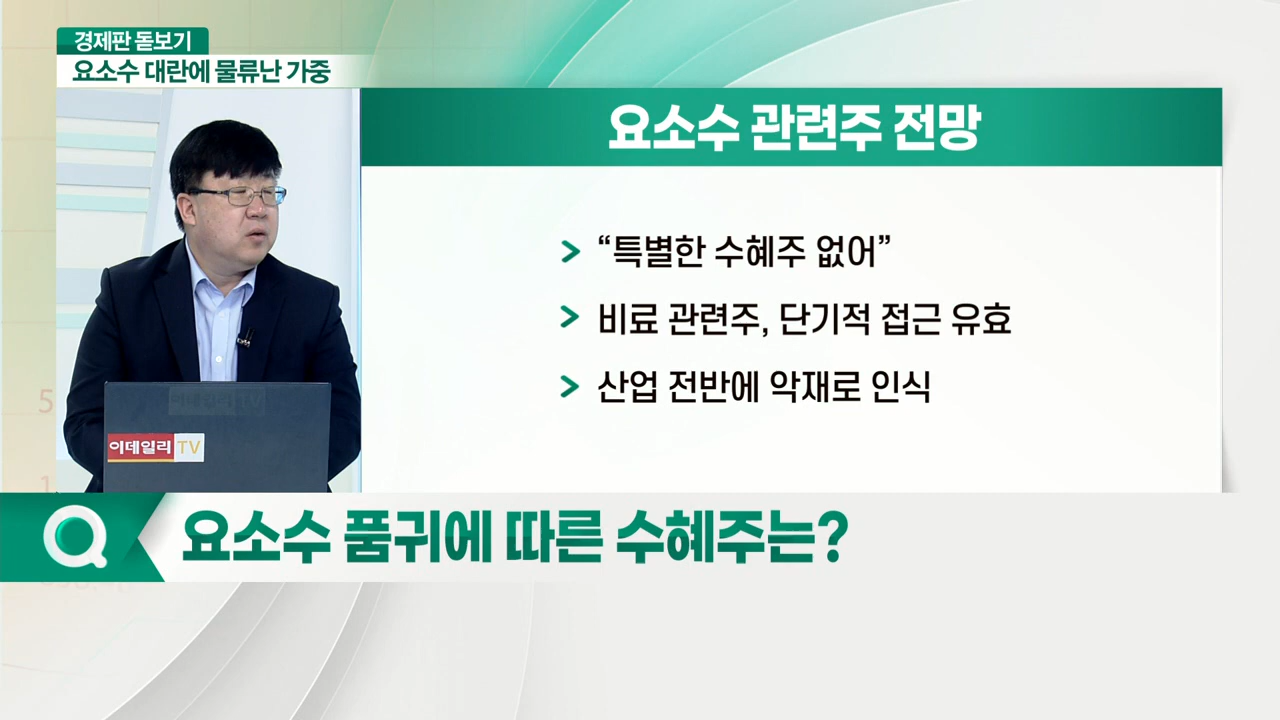 경제판 돋보기
요소수 대란에 물류난 가중
요소수 관련주 전망
> “특별한 수혜주 없어”
> 비료 관련주, 단기적 접근 유효
> 산업 전반에 악재로 인식
이데일리 TV
Q 요소수 품귀에 따른 수혜주는?